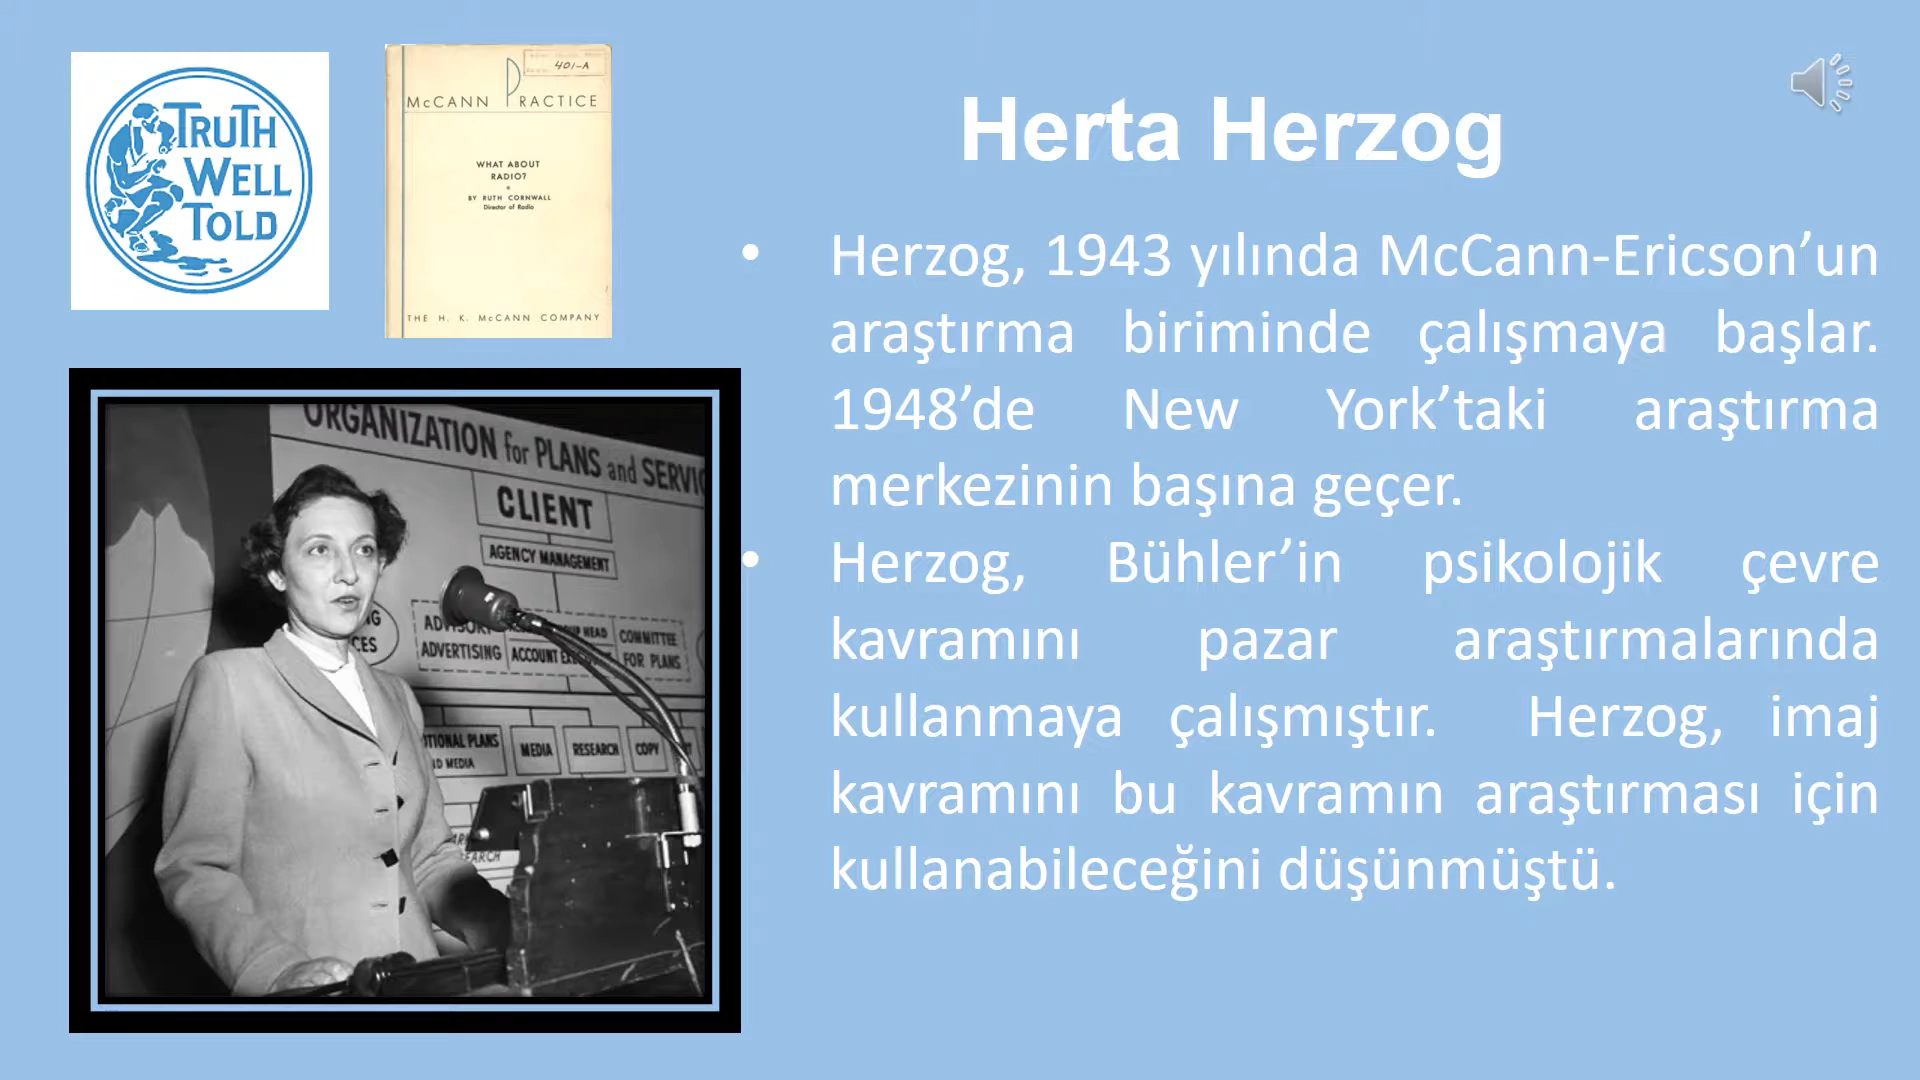 TRUTH
WELL
TOLD
401-A
McCANN PRACTICE
WHAT ABOUT
RADIO?
BY RUTH CORNWALL
Director of Radio
THE H. K. McCANN COMPANY
Herta Herzog
• Herzog, 1943 yılında McCann-Ericson’un
araştırma biriminde çalışmaya başlar.
1948’de New York’taki araştırma
merkezinin başına geçer.
• Herzog, Bühler’in psikolojik çevre
kavramını pazar araştırmalarında
kullanmaya çalışmıştır. Herzog, imaj
kavramını bu kavramın araştırması için
kullanabileceğini düşünmüştü.
ORGANIZATION for PLANS and SERVIC
CLIENT
AGENCY MANAGEMENT
ADVISORY
ADVERTISING
GROUP HEAD
ACCOUNT
COMMITTEE
FOR PLANS
PLANS
MEDIA
MEDIA
RESEARCH
COPY